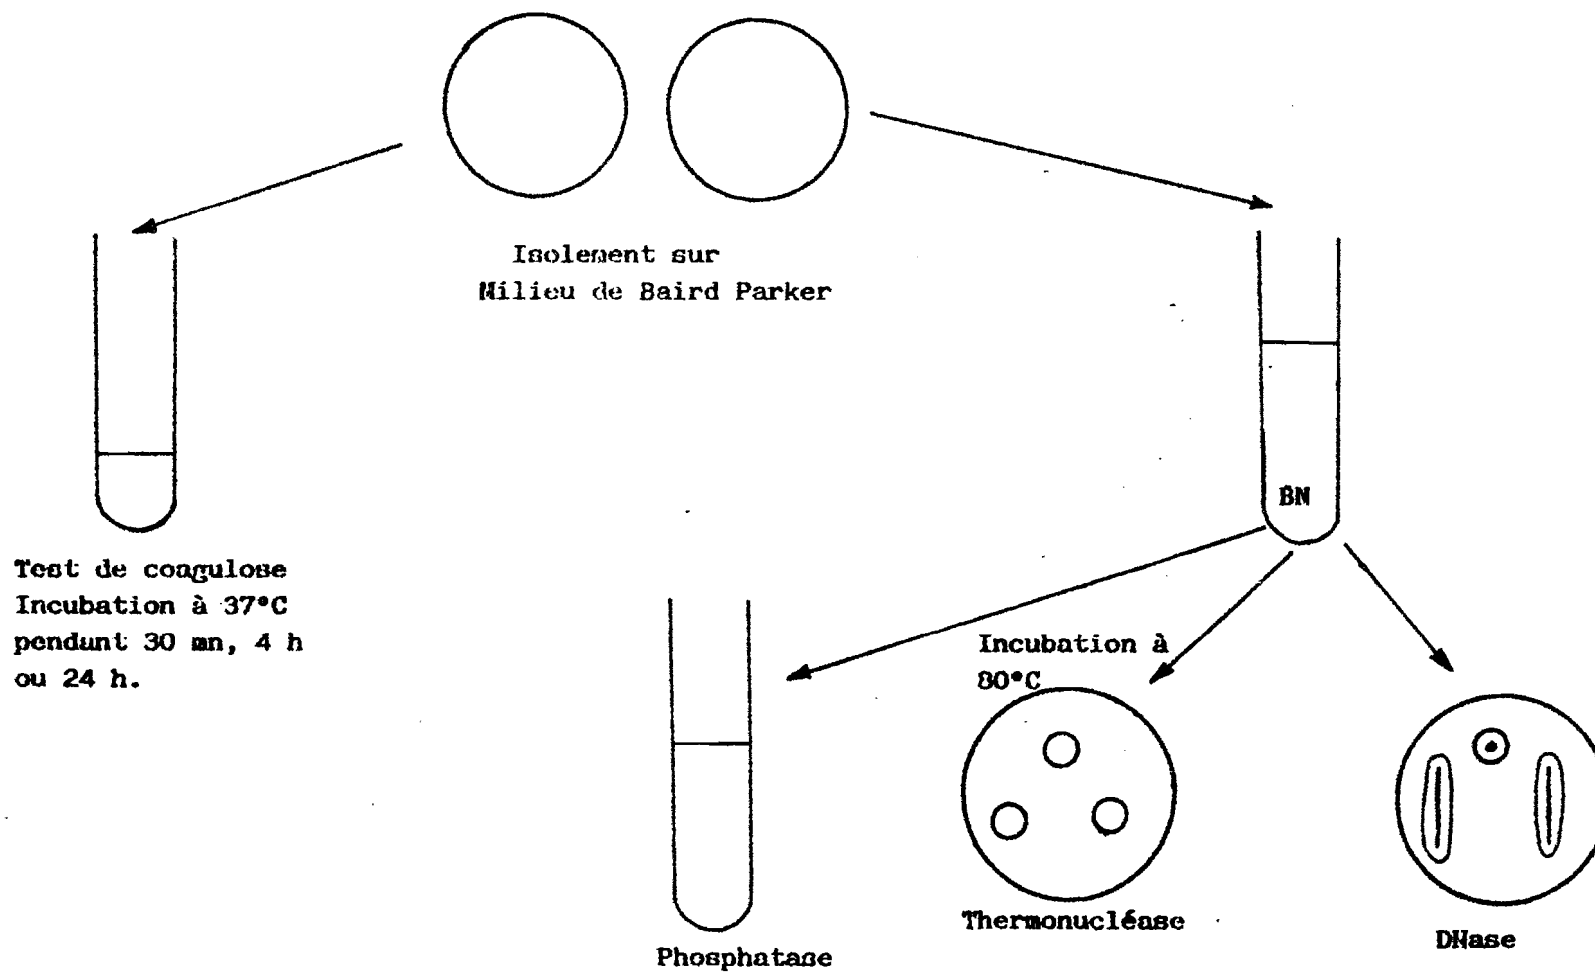 Isolement sur
Milieu de Baird Parker
BN
Test de coagulose
Incubation à 37°C
pendant 30 mn, 4 h
ou 24 h.
Incubation à
80°C
Thermonucléase
DNase
Phosphatase